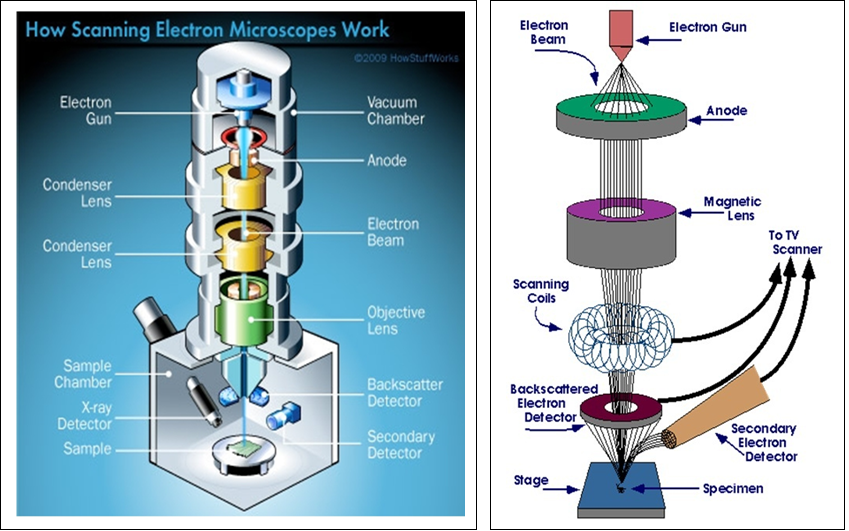 How Scanning Electron Microscopes Work
©2009 HowStuffWorks
Electron
Gun
Vacuum
Chamber
Anode
Condenser
Lens
Electron
Beam
Condenser
Lens
Objective
Lens
Sample
Chamber
Backscatter
Detector
X-ray
Detector
Secondary
Detector
Sample
Electron
Beam
Electron Gun
Anode
Magnetic
Lens
To TV
Scanner
Scanning
Coils
Backscattered
Electron
Detector
Secondary
Electron
Detector
Stage
Specimen